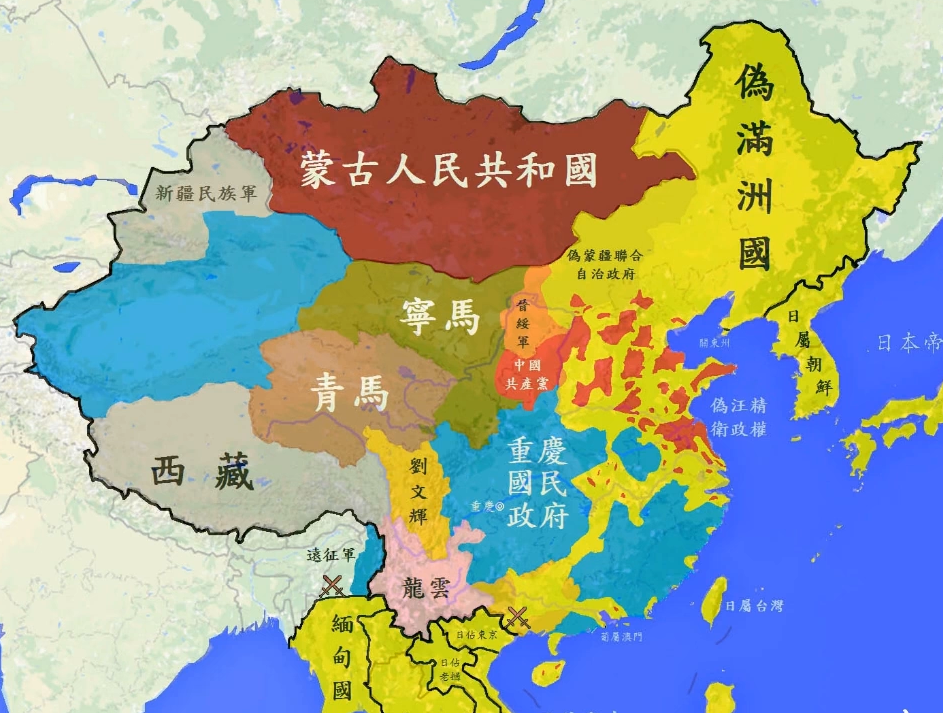 偽滿洲國
蒙古人民共和國
新疆民族軍
偽蒙疆聯合
自治政府
寧馬
晉綏軍
日屬朝鮮
關東州
日本帝
中國
共產黨
青馬
偽汪精
衛政權
西藏
劉文輝
重慶
國民
政府
重慶
遠征軍
龍雲
日屬台灣
緬甸國
日佔東京
葡屬澳門
日佔
老撾